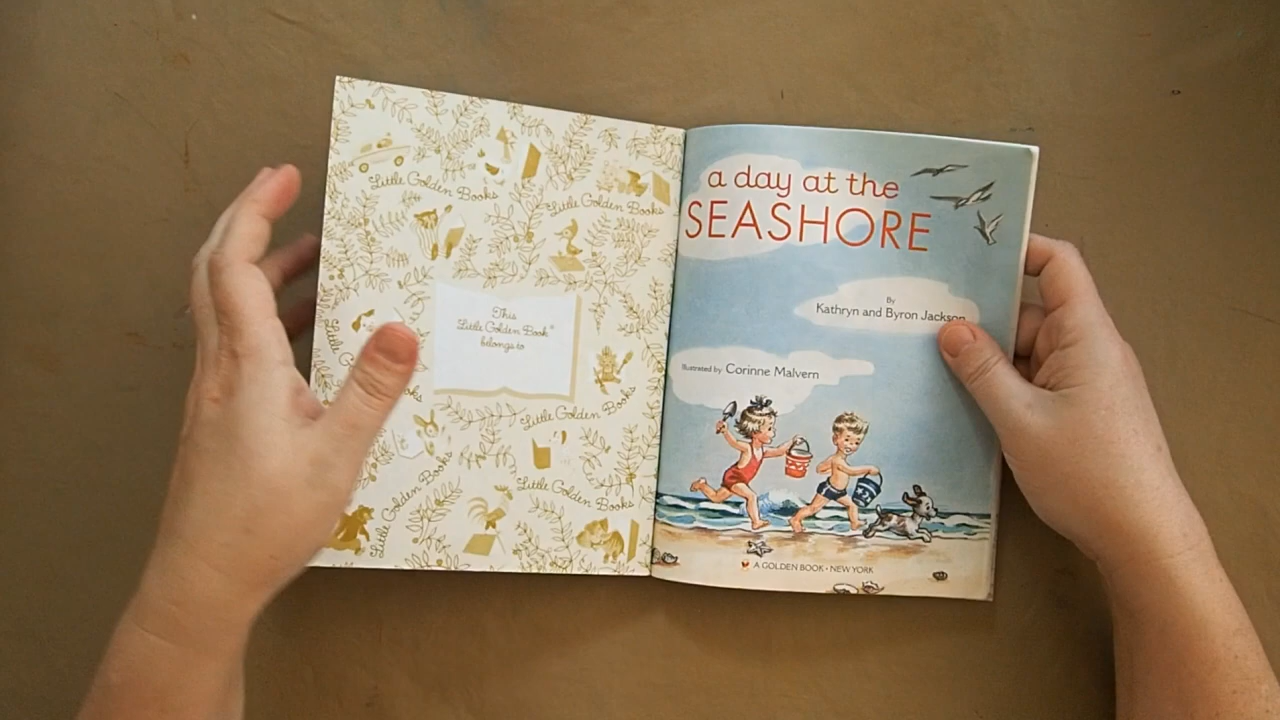 Little Golden Books
Little Golden Books
This
Little Golden Book®
belongs to
Little Golden Books
Little Golden Books
Little Golden Books
a day at the
SEASHORE
By
Kathryn and Byron Jackson
Illustrated by Corinne Malvern
A GOLDEN BOOK • NEW YORK